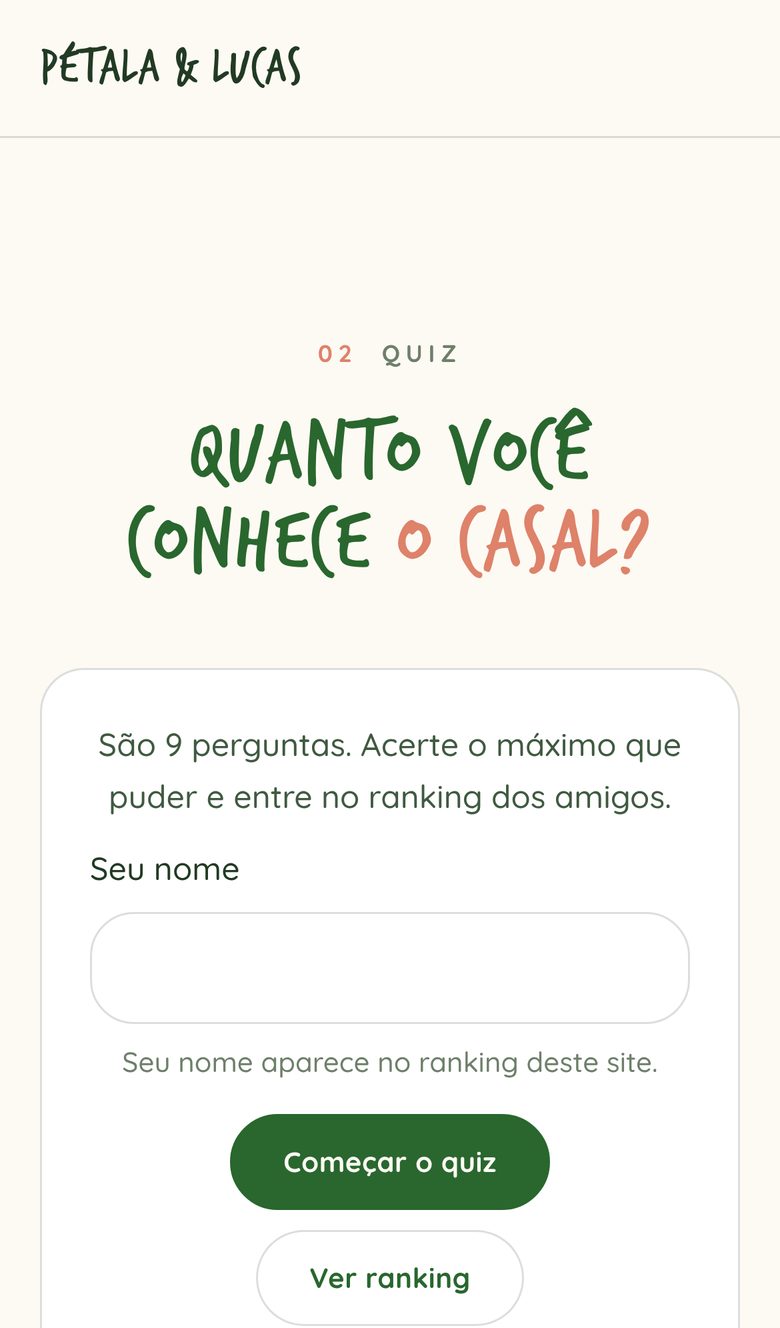 PÉTALA & LUCAS
02 QUIZ
QUANTO VOCÊ
CONHECE O CASAL?
São 9 perguntas. Acerte o máximo que
puder e entre no ranking dos amigos.
Seu nome
Seu nome aparece no ranking deste site.
Começar o quiz
Ver ranking